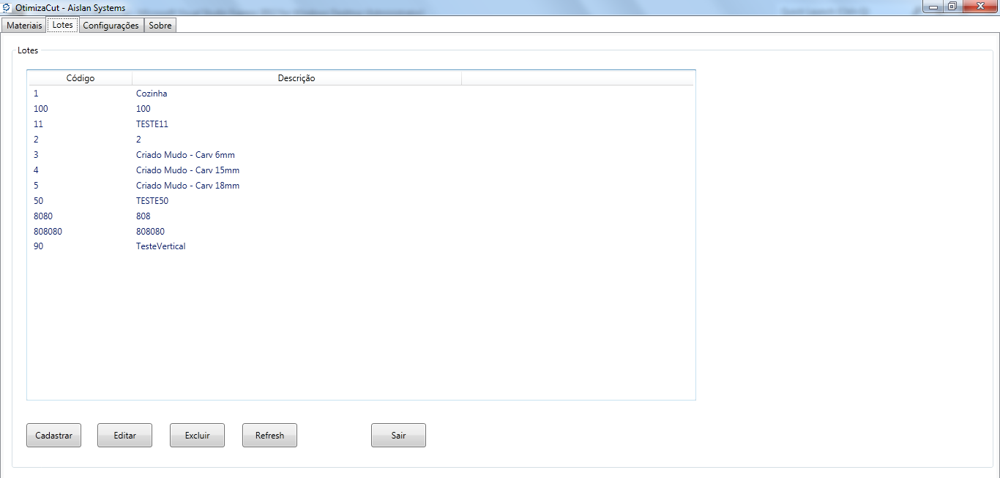 OtimizaCut - Aislan Systems
Materiais Lotes Configurações Sobre
Lotes
Código Descrição
1 Cozinha
100 100
11 TESTE11
2 2
3 Criado Mudo - Carv 6mm
4 Criado Mudo - Carv 15mm
5 Criado Mudo - Carv 18mm
50 TESTE50
8080 808
808080 808080
90 TesteVertical
Cadastrar Editar Excluir Refresh Sair